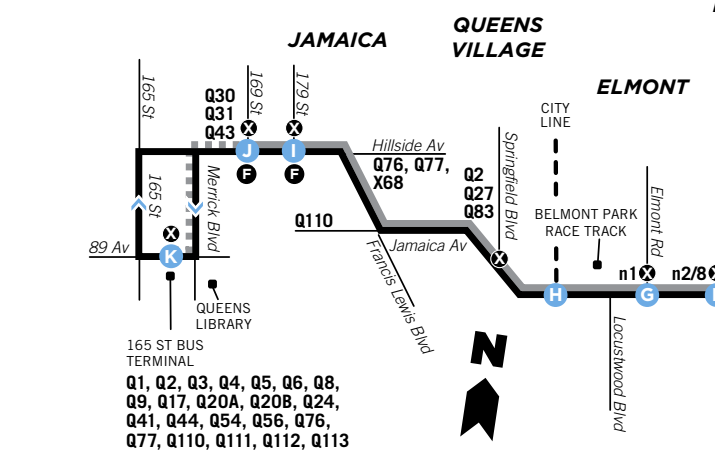 JAMAICA
QUEENS
VILLAGE
ELMONT
CITY
LINE
165 St
Q30
Q31
Q43
169 St
179 St
X
X
J
I
F
F
Hillside Av
Q76, Q77,
X68
Q2
Q27
Q83
Springfield Blvd
X
165 St
Merrick Blvd
X
K
89 Av
Q110
Jamaica Av
Francis Lewis Blvd
BELMONT PARK
RACE TRACK
Elmont Rd
n1
X
n2/8
H
G
Locustwood Blvd
QUEENS
LIBRARY
165 ST BUS
TERMINAL
Q1, Q2, Q3, Q4, Q5, Q6, Q8,
Q9, Q17, Q20A, Q20B, Q24,
Q41, Q44, Q54, Q56, Q76,
Q77, Q110, Q111, Q112, Q113
N